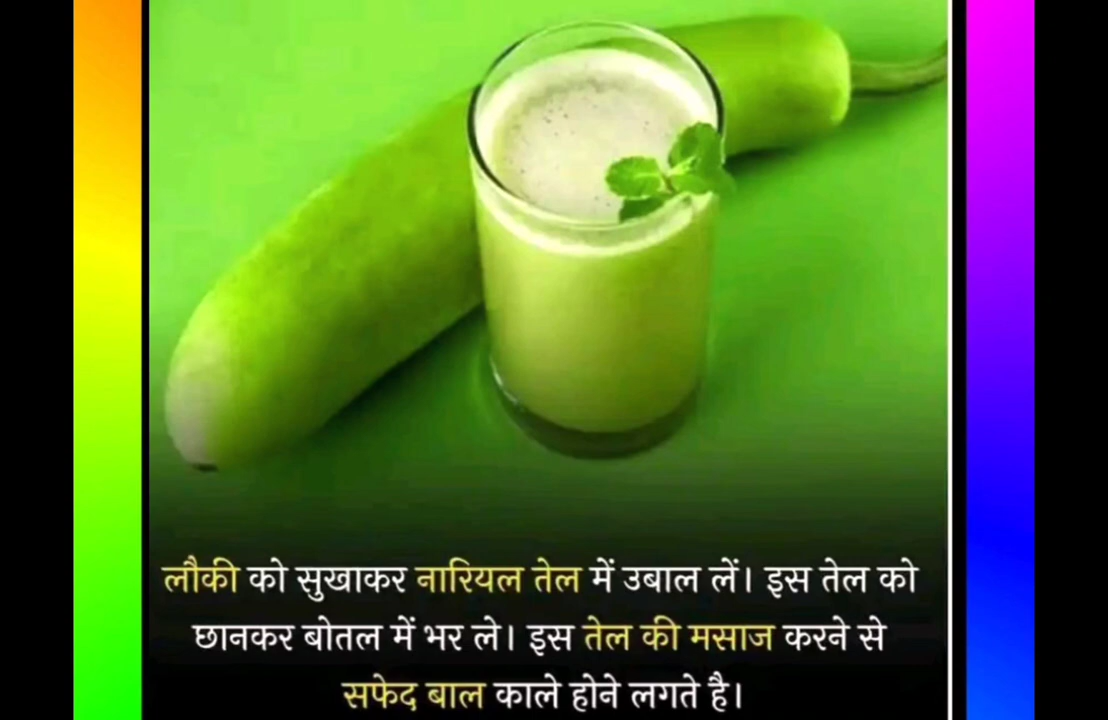 लौकी को सुखाकर नारियल तेल में उबाल लें। इस तेल को
छानकर बोतल में भर ले। इस तेल की मसाज करने से
सफेद बाल काले होने लगते है।